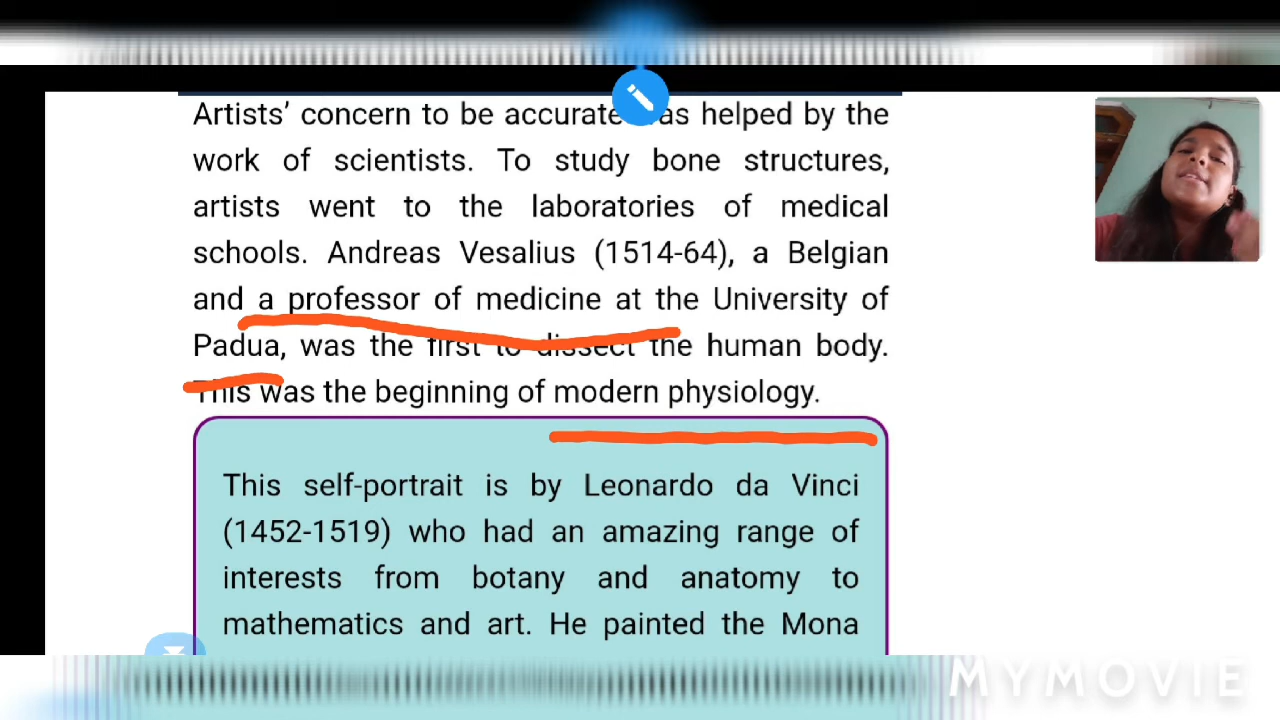 Artists' concern to be accurate was helped by the
work of scientists. To study bone structures,
artists went to the laboratories of medical
schools. Andreas Vesalius (1514-64), a Belgian
and a professor of medicine at the University of
Padua, was the first to dissect the human body.
This was the beginning of modern physiology.
This self-portrait is by Leonardo da Vinci
(1452-1519) who had an amazing range of
interests from botany and anatomy to
mathematics and art. He painted the Mona
MYMOVIE